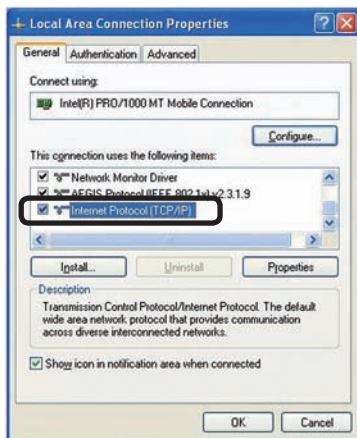 Local Area Connection Properties
General Authentication Advanced
Connect using:
Intel(R) PRO/1000 MT Mobile Connection
Configure...
This connection uses the following items:
Network Monitor Driver
AEGIS Protocol (IEEE 802.1x) v2.3.1.9
Internet Protocol (TCP/IP)
Install... Uninstall Properties
Description
Transmission Control Protocol/Internet Protocol. The default
wide area network protocol that provides communication
across diverse interconnected networks.
Show icon in notification area when connected
OK Cancel